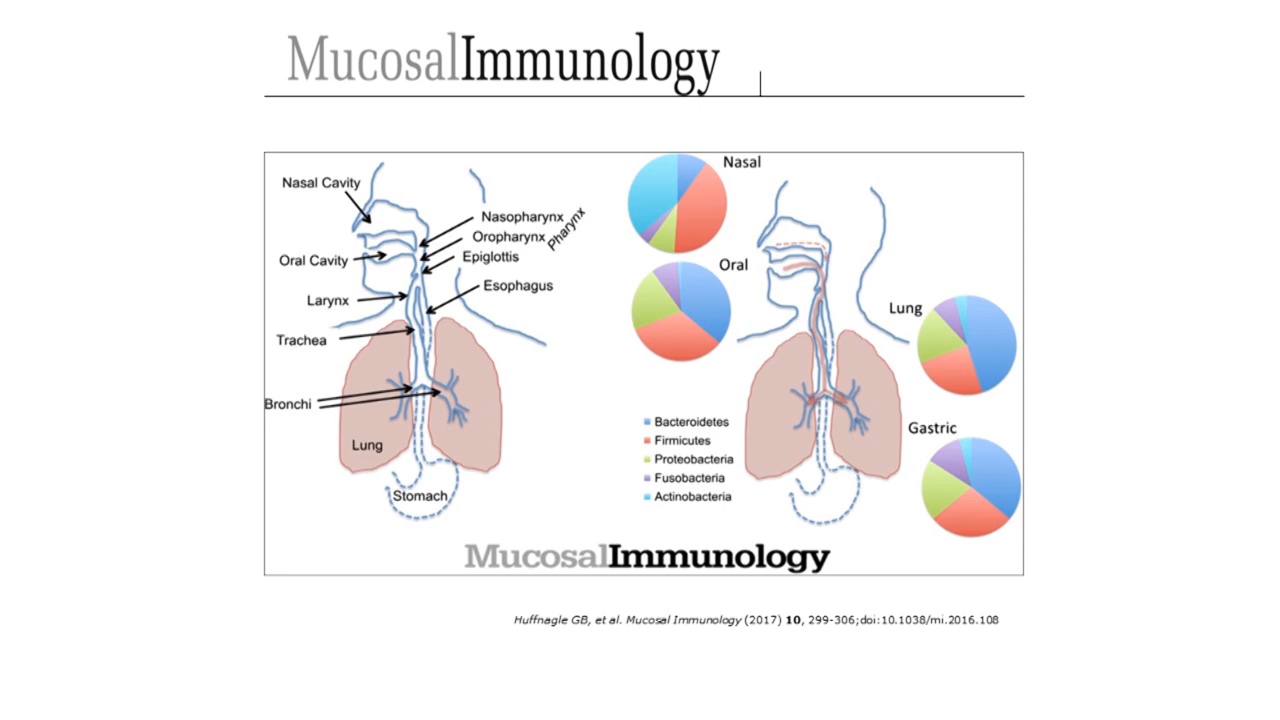 MucosalImmunology
Nasal Cavity
Nasopharynx
Oropharynx
Pharynx
Epiglottis
Oral Cavity
Esophagus
Larynx
Trachea
Bronchi
Lung
Stomach
Nasal
Oral
Lung
Gastric
Bacteroidetes
Firmicutes
Proteobacteria
Fusobacteria
Actinobacteria
MucosalImmunology
Huffnagle GB, et al. Mucosal Immunology (2017) 10, 299-306;doi:10.1038/mi.2016.108